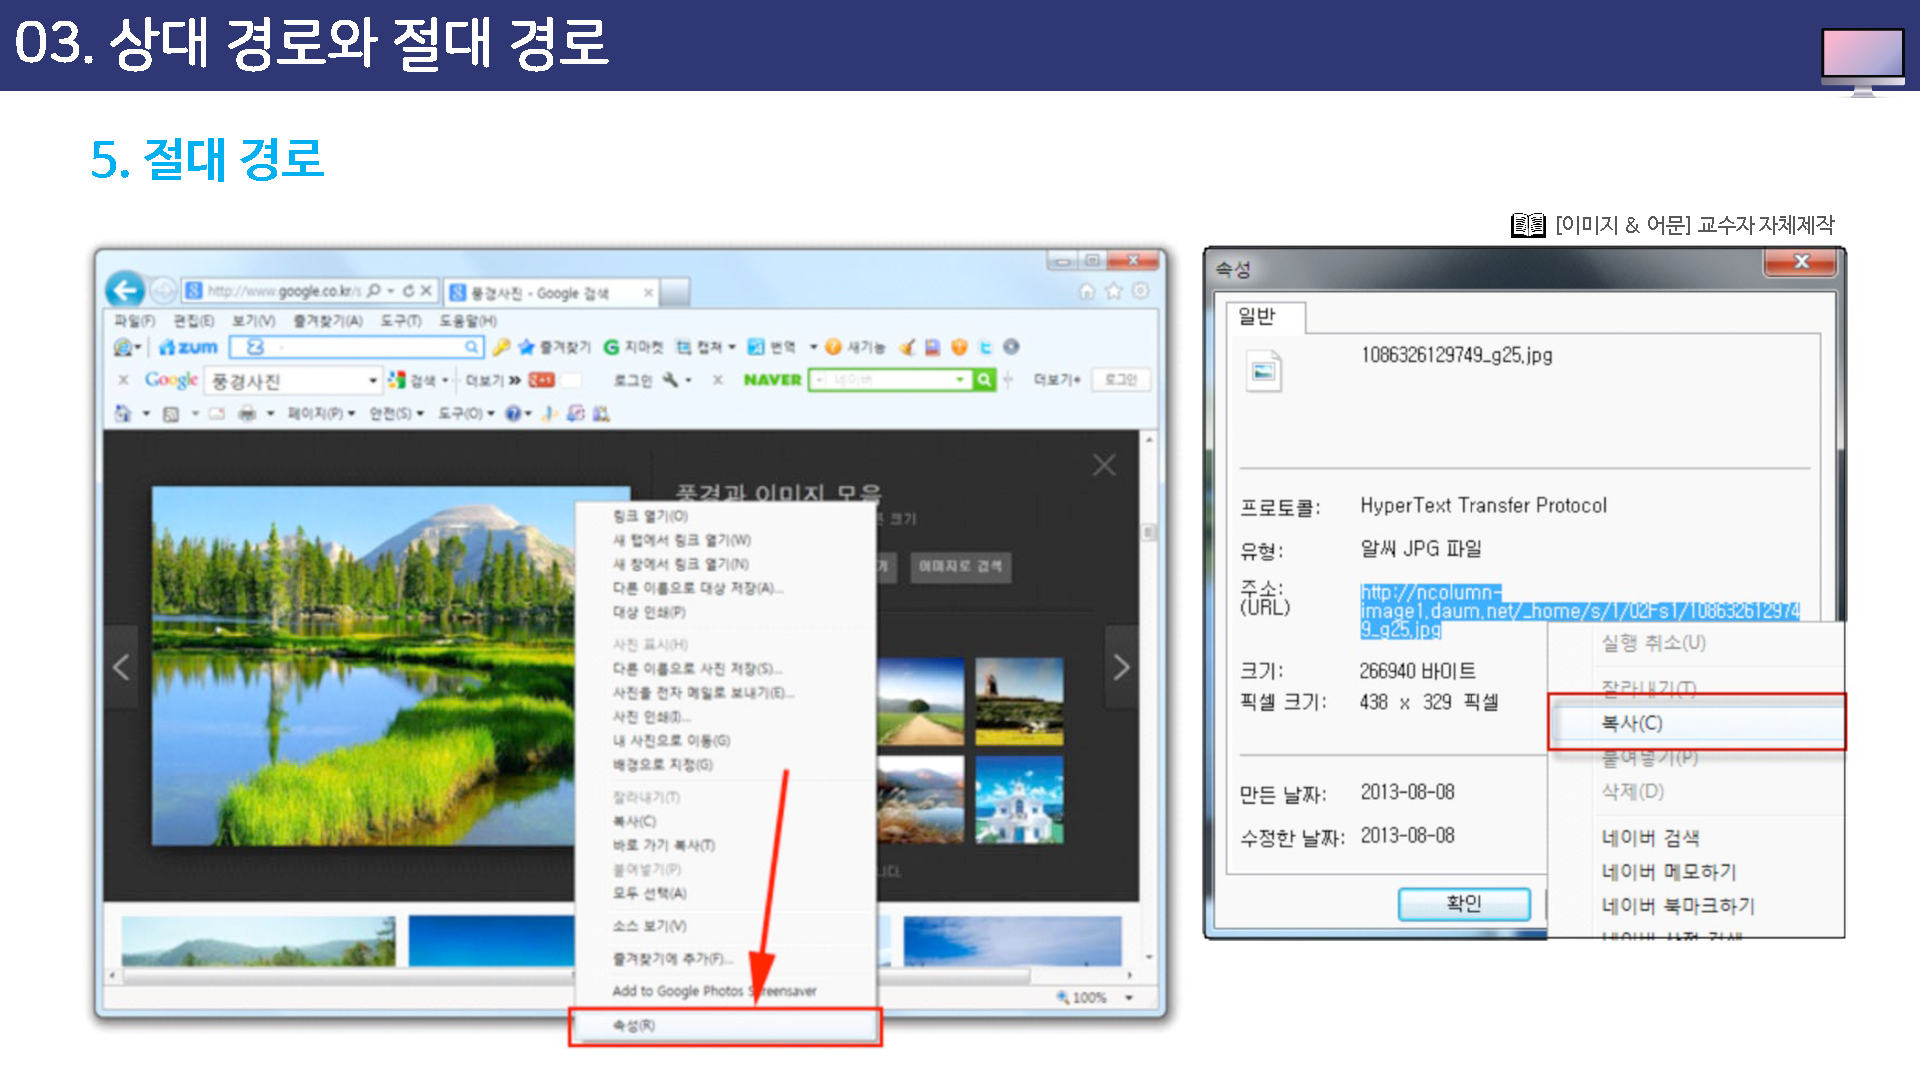 03. 상대 경로와 절대 경로
5. 절대 경로
[이미지 & 어문] 교수자 자체제작
http://www.google.co.kr/s
풍경사진 - Google 검색
파일(F) 편집(E) 보기(V) 즐겨찾기(A) 도구(T) 도움말(H)
zum 즐겨찾기 G 지마켓 캡쳐 번역 새기능
Google 풍경사진 검색 더보기 » 로그인 NAVER 네이버 더보기 로그인
페이지(P) 안전(S) 도구(O)
풍경과 이미지 모음
크기
이미지로 검색
링크 열기(O)
새 탭에서 링크 열기(W)
새 창에서 링크 열기(N)
다른 이름으로 대상 저장(A)...
대상 인쇄(P)
사진 표시(H)
다른 이름으로 사진 저장(S)...
사진을 전자 메일로 보내기(E)...
사진 인쇄(I)...
내 사진으로 이동(G)
배경으로 지정(G)
잘라내기(T)
복사(C)
바로 가기 복사(T)
붙여넣기(P)
모두 선택(A)
소스 보기(V)
즐겨찾기에 추가(F)...
Add to Google Photos Screensaver
속성(R)
100%
속성
일반
1086326129749_g25.jpg
프로토콜: HyperText Transfer Protocol
유형: 알씨 JPG 파일
주소: http://ncolumn-
(URL) image1.daum.net/_home/s/1/02Fs1/108632612974
9_g25.jpg
크기: 266940 바이트
픽셀 크기: 438 x 329 픽셀
만든 날짜: 2013-08-08
수정한 날짜: 2013-08-08
확인
실행 취소(U)
잘라내기(T)
복사(C)
붙여넣기(P)
삭제(D)
네이버 검색
네이버 메모하기
네이버 북마크하기